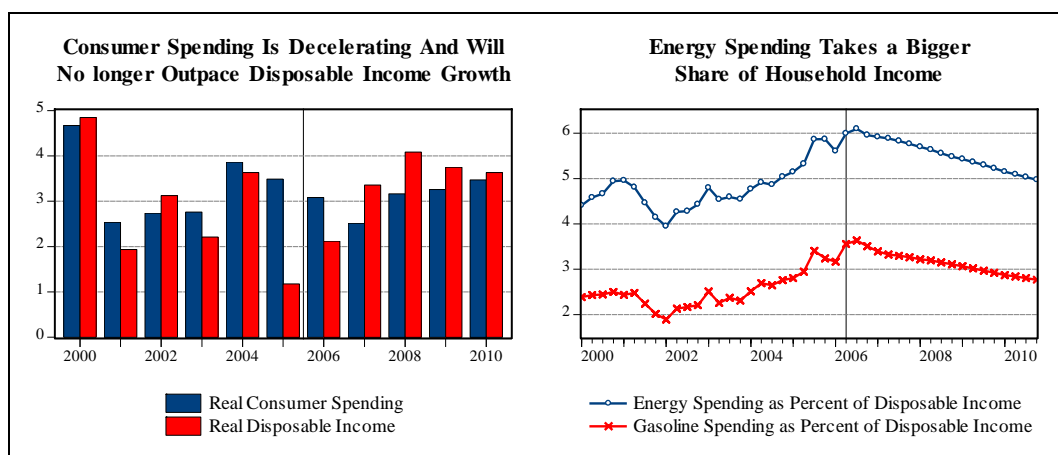 Consumer Spending Is Decelerating And Will
No longer Outpace Disposable Income Growth
5
4
3
2
1
0
2000 2002 2004 2006 2008 2010
Real Consumer Spending
Real Disposable Income
Energy Spending Takes a Bigger
Share of Household Income
6
5
4
3
2
2000 2002 2004 2006 2008 2010
Energy Spending as Percent of Disposable Income
Gasoline Spending as Percent of Disposable Income